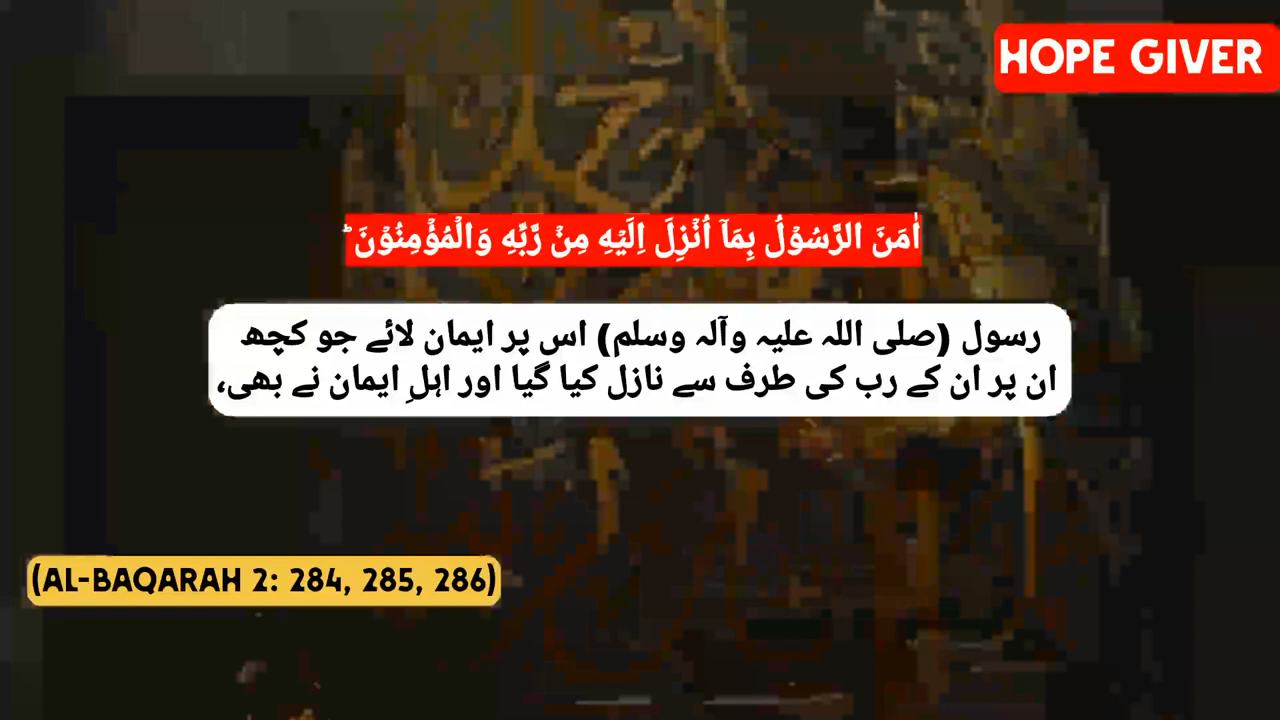 HOPE GIVER
اٰمَنَ الرَّسُوۡلُ بِمَاۤ اُنۡزِلَ اِلَيۡهِ مِنۡ رَّبِّهٖ وَالۡمُؤۡمِنُوۡنَ ؕ
رسول (صلی اللہ علیہ وآلہ وسلم) اس پر ایمان لائے جو کچھ
ان پر ان کے رب کی طرف سے نازل کیا گیا اور اہلِ ایمان نے بھی،
(AL-BAQARAH 2: 284, 285, 286)